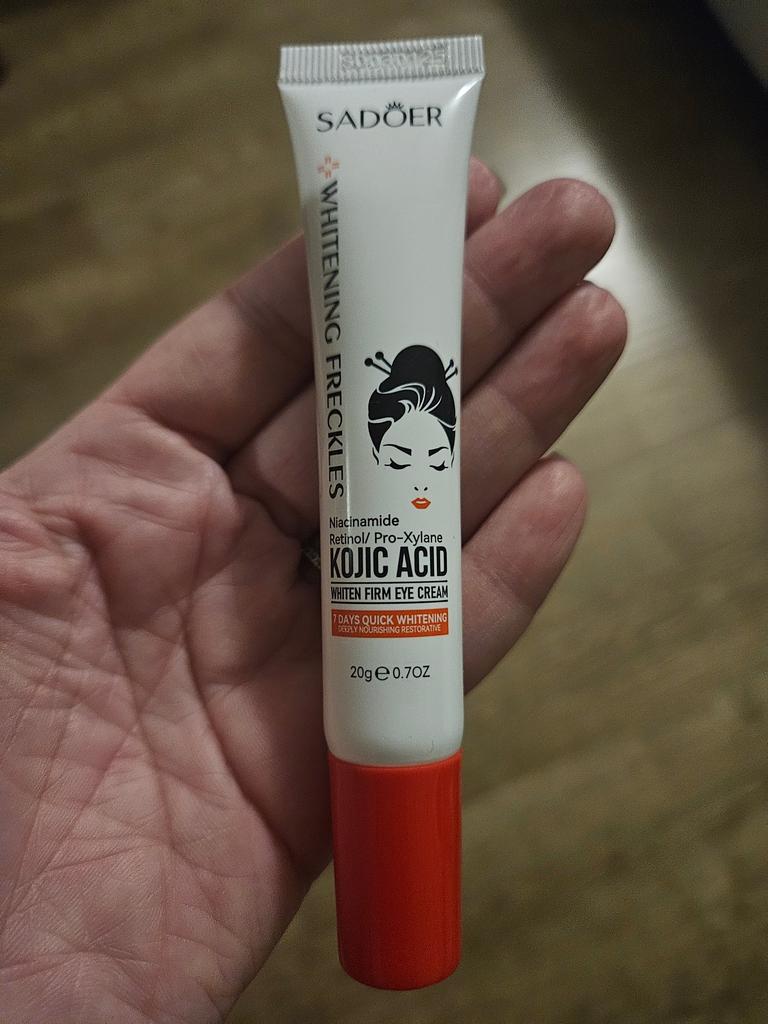 SADOER
WHITENING FRECKLES
Niacinamide
Retinol/ Pro-Xylane
KOJIC ACID
WHITEN FIRM EYE CREAM
7 DAYS QUICK WHITENING
DEEPLY NOURISHING RESTORATIVE
20g e 0.7OZ